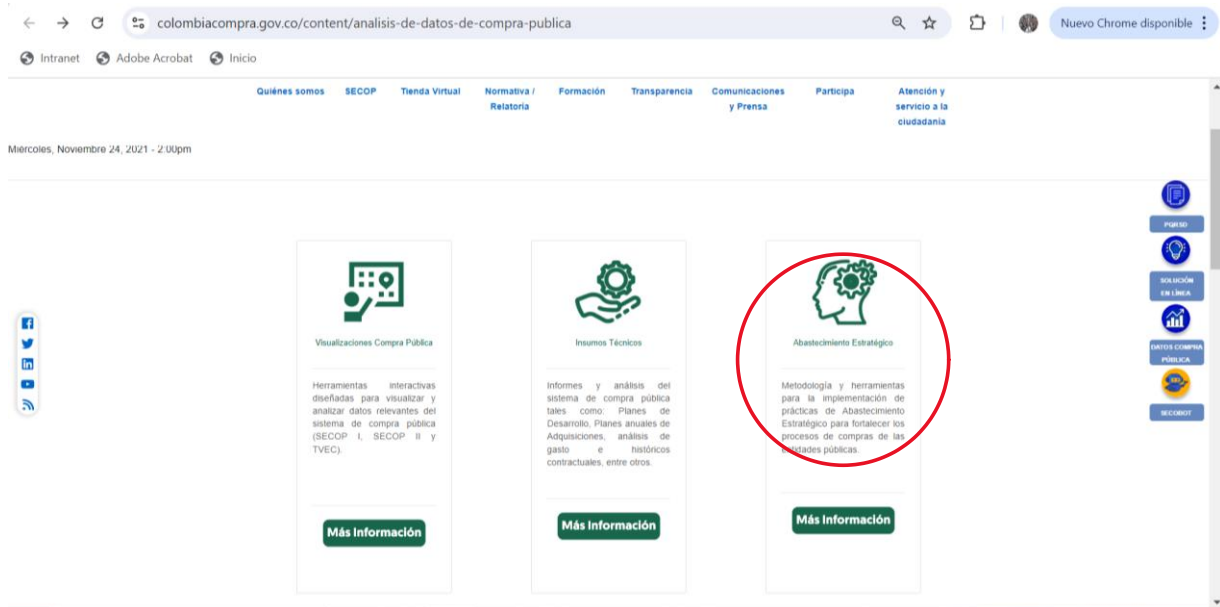 colombiacompra.gov.co/content/analisis-de-datos-de-compra-publica
Nuevo Chrome disponible
Intranet Adobe Acrobat Inicio
Quiénes somos SECOP Tienda Virtual Normativa / Relatoría Formación Transparencia Comunicaciones y Prensa Participa Atención y servicio a la ciudadanía
Miércoles, Noviembre 24, 2021 - 2:00pm
Visualizaciones Compra Pública
Herramientas interactivas
diseñadas para visualizar y
analizar datos relevantes del
sistema de compra pública
(SECOP I, SECOP II y
TVEC).
Más Información
Insumos Técnicos
Informes y análisis del
sistema de compra pública
tales como: Planes de
Desarrollo, Planes anuales de
Adquisiciones, análisis de
gasto e históricos
contractuales, entre otros.
Más Información
Abastecimiento Estratégico
Metodología y herramientas
para la implementación de
prácticas de Abastecimiento
Estratégico para fortalecer los
procesos de compras de las
entidades públicas.
Más Información
PQRSD
SOLUCIÓN
EN LÍNEA
DATOS COMPRA
PÚBLICA
SECOBOT